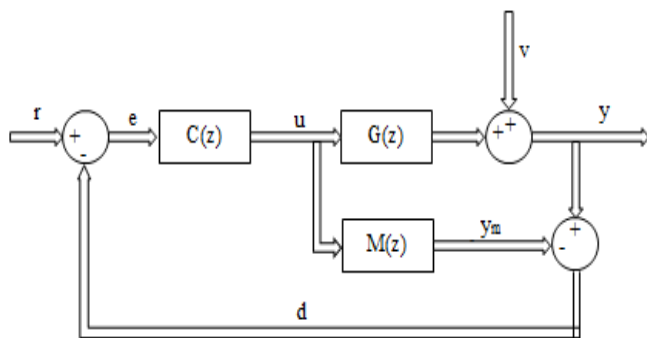 v
r
+
-
e
C(z)
u
G(z)
+
+
y
M(z)
ym
+
-
d